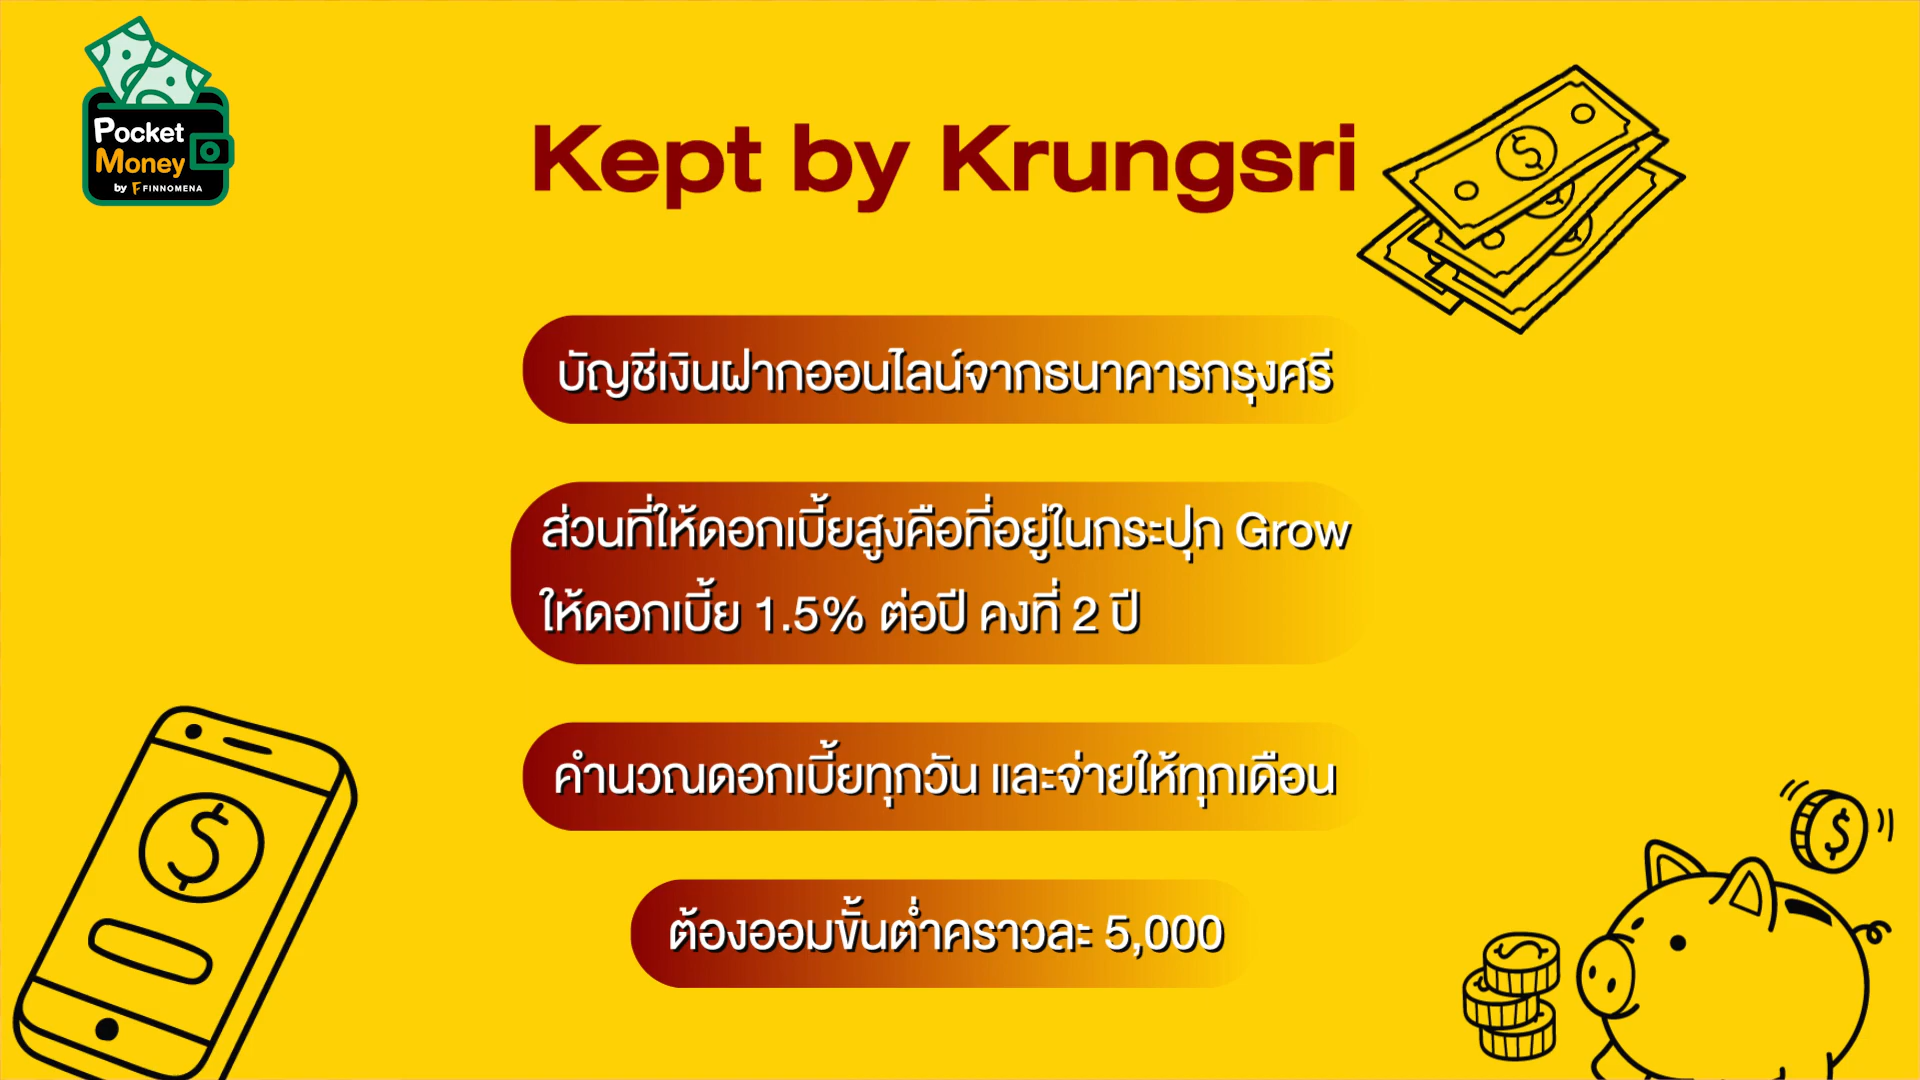 Pocket
Money
by FINNOMENA
Kept by Krungsri
บัญชีเงินฝากออนไลน์จากธนาคารกรุงศรี
ส่วนที่ให้ดอกเบี้ยสูงคือที่อยู่ในกระปุก Grow
ให้ดอกเบี้ย 1.5% ต่อปี คงที่ 2 ปี
คำนวณดอกเบี้ยทุกวัน และจ่ายให้ทุกเดือน
ต้องออมขั้นต่ำคราวละ 5,000